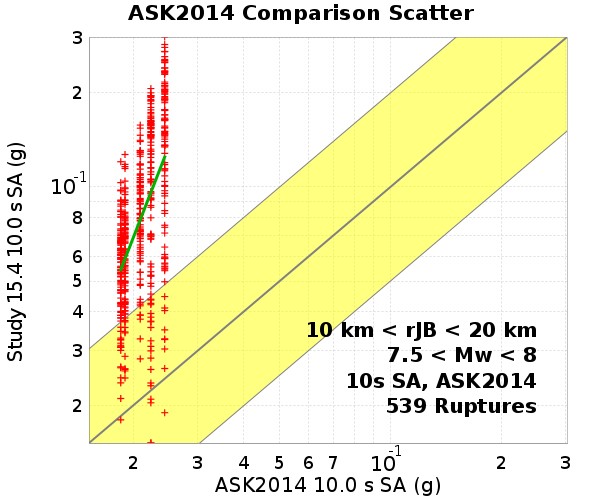 ASK2014 Comparison Scatter
3
2
10-1
8
6
5
4
3
2
Study 15.4 10.0 s SA (g)
10 km < rJB < 20 km
7.5 < Mw < 8
10s SA, ASK2014
539 Ruptures
2 3 4 5 6 7 10-1 2 3
ASK2014 10.0 s SA (g)